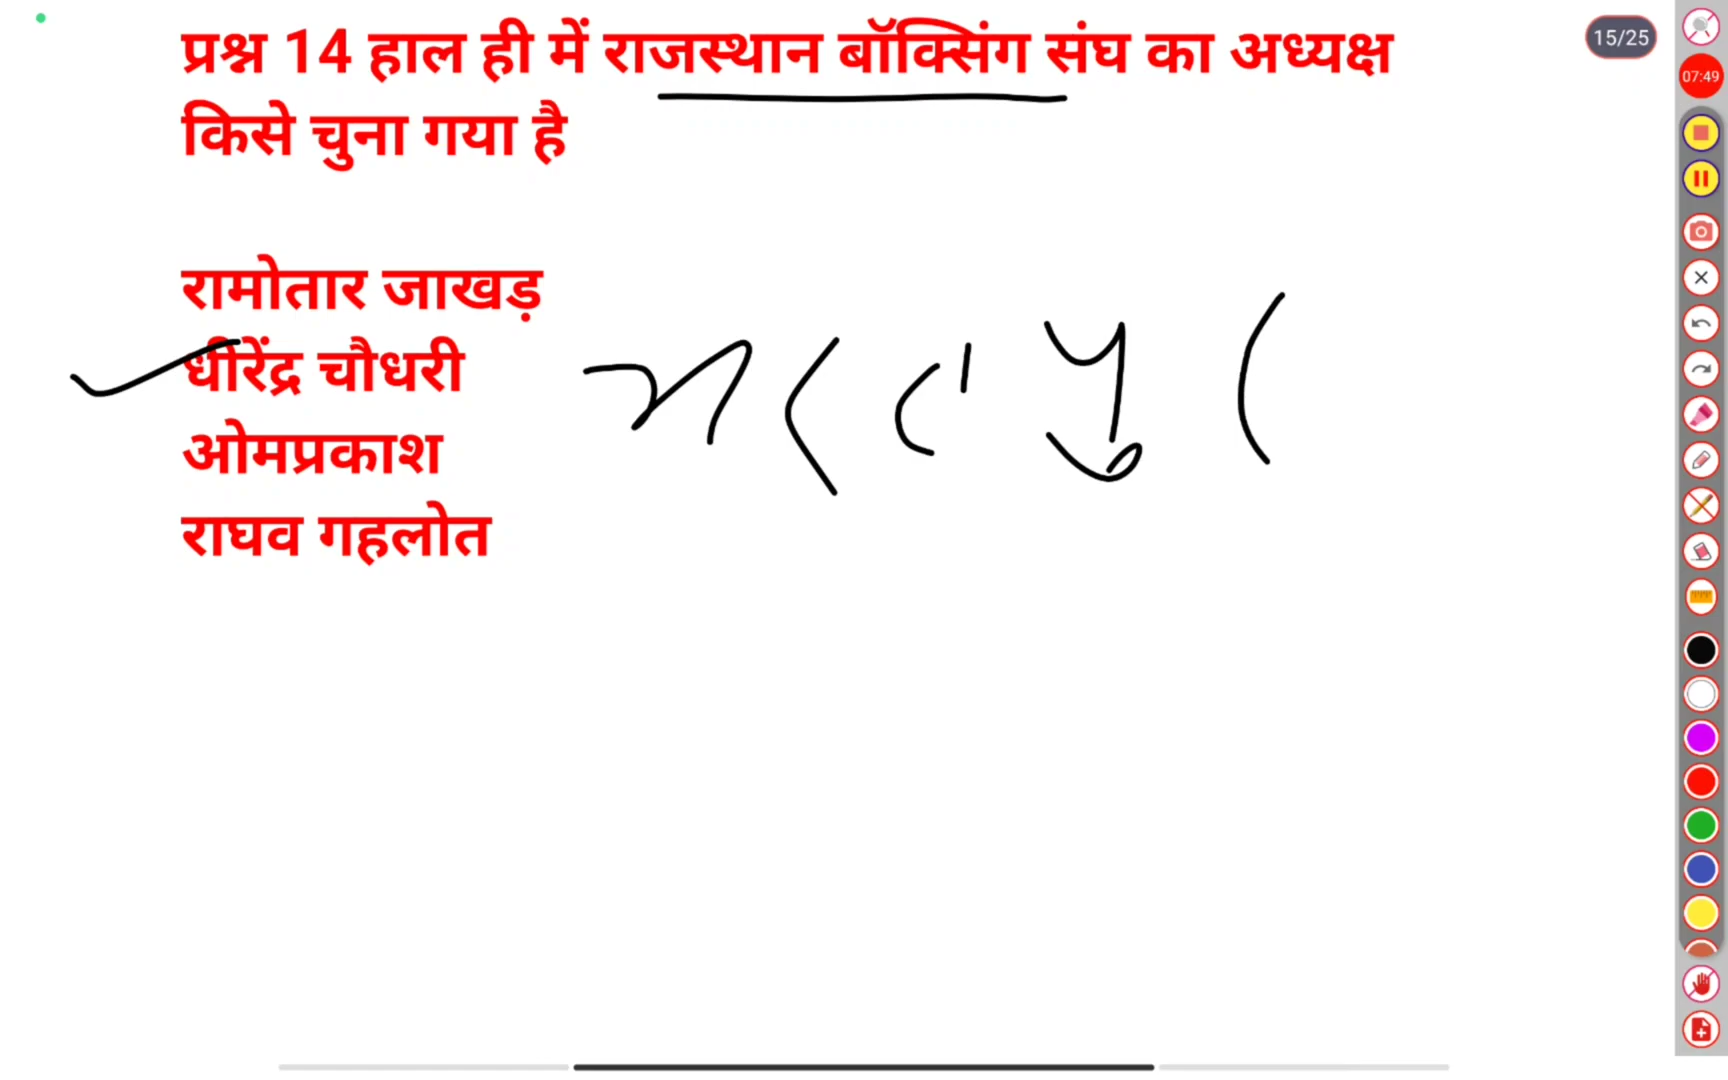 प्रश्न 14 हाल ही में राजस्थान बॉक्सिंग संघ का अध्यक्ष
किसे चुना गया है
रामोतार जाखड़
धीरेंद्र चौधरी
ओमप्रकाश
राघव गहलोत
15/25
07:49